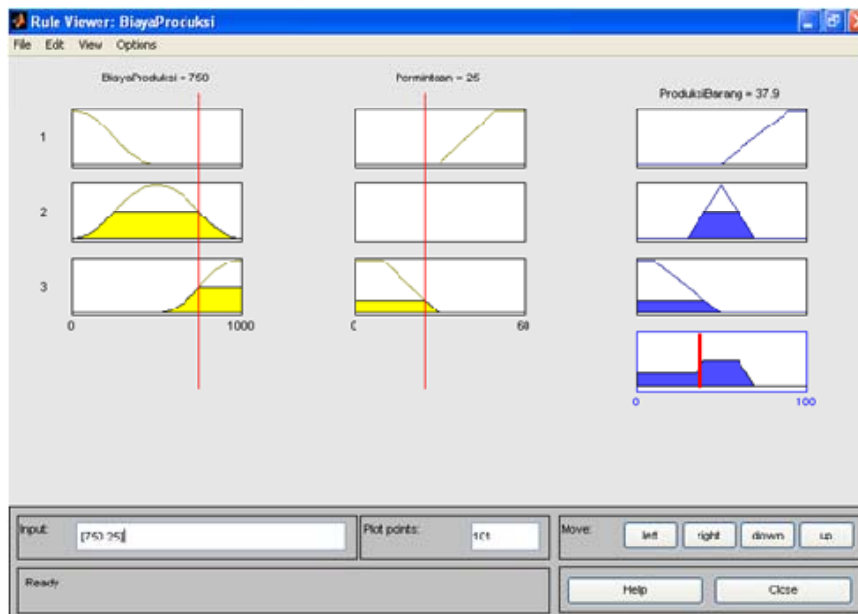 Rule Viewer: BiayaProduksi
File Edit View Options
BiayaProduksi = 750
Permintaan = 25
ProduksiBarang = 37.9
1
2
3
0 1000
60
0 100
Input:
[750 25]
Plot points:
101
Move:
left
right
down
up
Ready
Help
Close